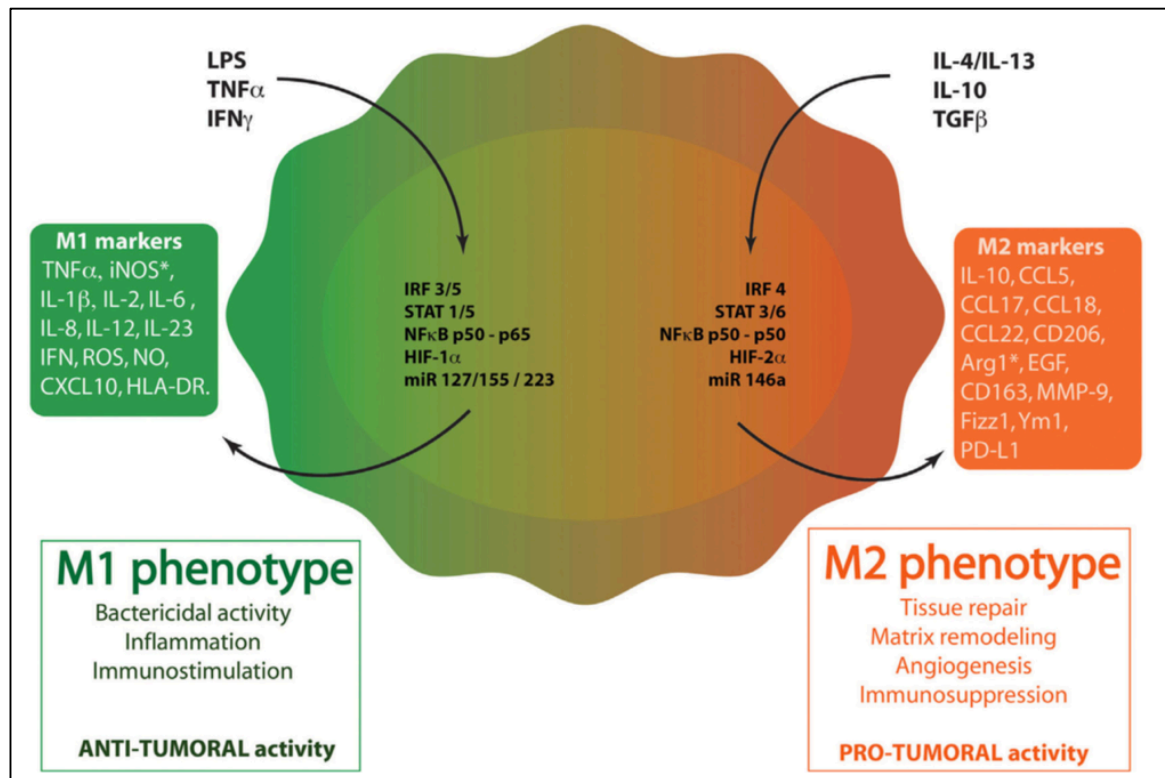 LPS
TNFα
IFNγ
IL-4/IL-13
IL-10
TGFβ
M1 markers
TNFα, iNOS*,
IL-1β, IL-2, IL-6 ,
IL-8, IL-12, IL-23
IFN, ROS, NO,
CXCL10, HLA-DR.
IRF 3/5
STAT 1/5
NFκB p50 - p65
HIF-1α
miR 127/155 / 223
IRF 4
STAT 3/6
NFκB p50 - p50
HIF-2α
miR 146a
M2 markers
IL-10, CCL5,
CCL17, CCL18,
CCL22, CD206,
Arg1*, EGF,
CD163, MMP-9,
Fizz1, Ym1,
PD-L1
M1 phenotype
Bactericidal activity
Inflammation
Immunostimulation
ANTI-TUMORAL activity
M2 phenotype
Tissue repair
Matrix remodeling
Angiogenesis
Immunosuppression
PRO-TUMORAL activity